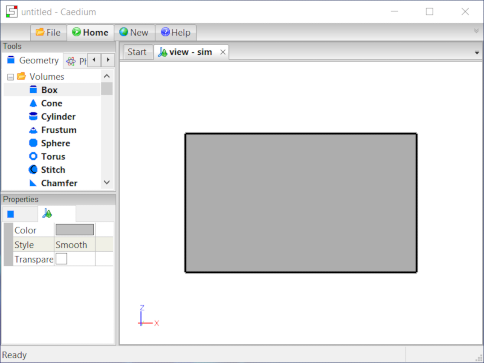 untitled - Caedium
File Home New Help
Tools
Geometry
Volumes
Box
Cone
Cylinder
Frustum
Sphere
Torus
Stitch
Chamfer
Properties
Color
Style Smooth
Transpare
Start view - sim
Z
X
Ready